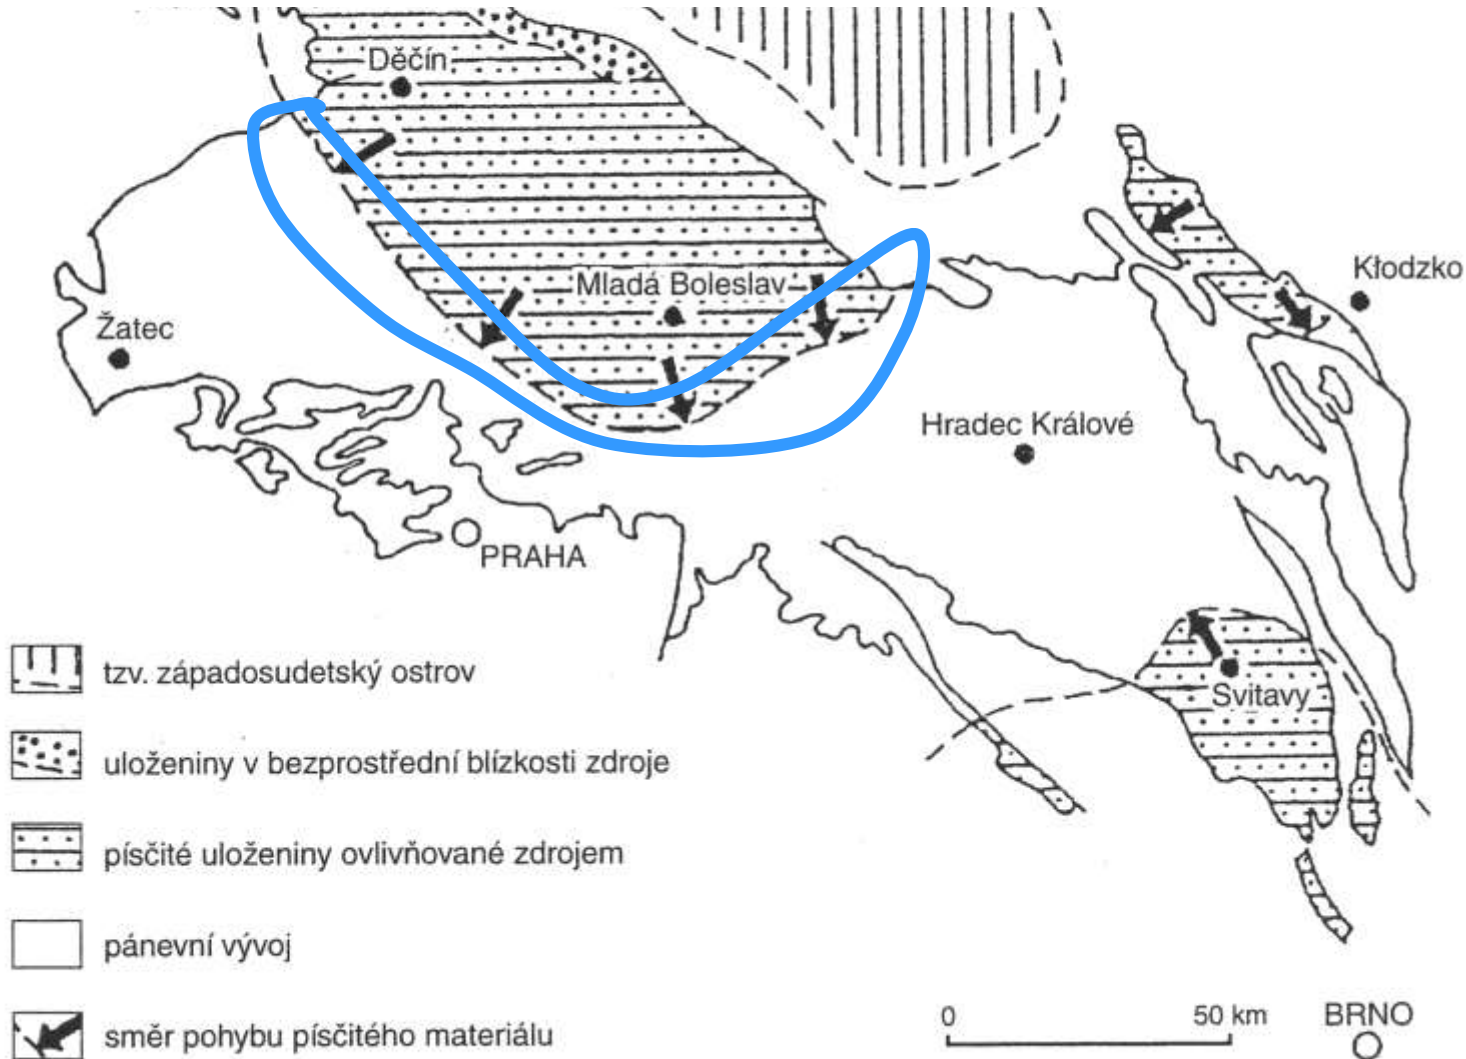 Děčín
Mladá Boleslav
Kłodzko
Žatec
Hradec Králové
PRAHA
Svitavy
tzv. západosudetský ostrov
uloženiny v bezprostřední blízkosti zdroje
písčité uloženiny ovlivňované zdrojem
pánevní vývoj
směr pohybu písčitého materiálu
0 50 km
BRNO